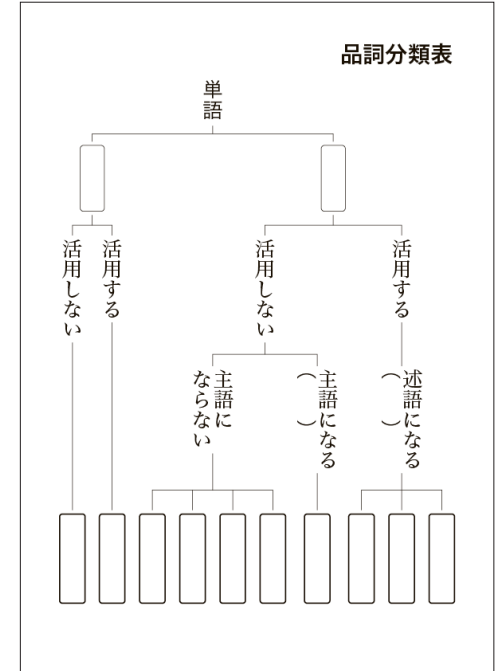 品詞分類表
単語
活用する
述語になる
（　）
活用しない
主語になる
（　）
主語に
ならない
活用する
活用しない